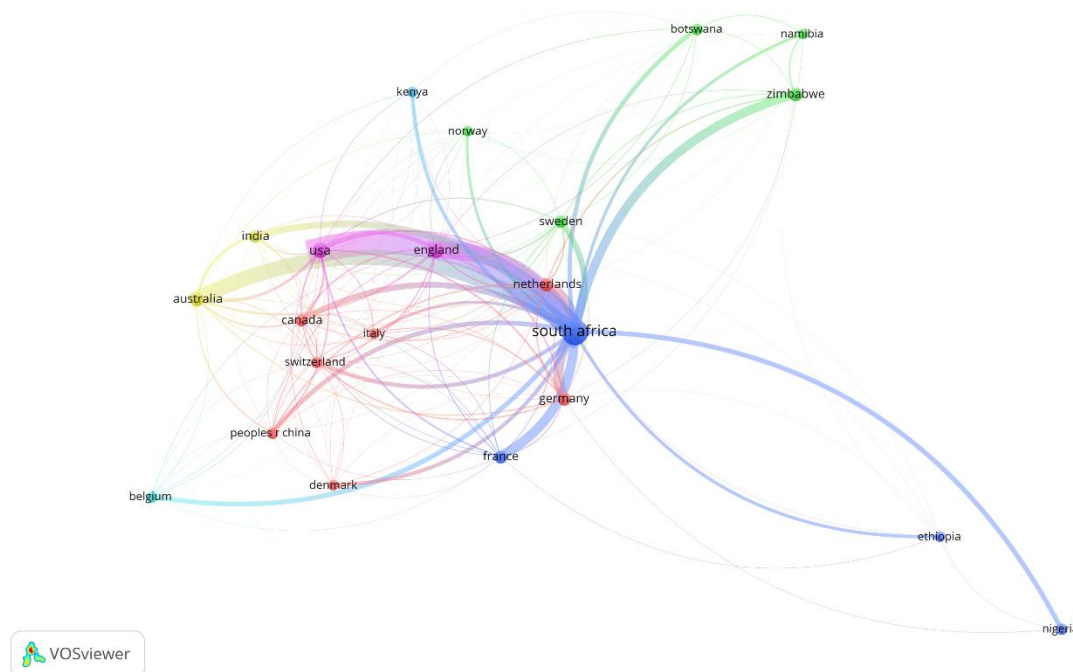 botswana
namibia
kenya
zimbabwe
norway
sweden
india
usa
england
netherlands
australia
canada
italy
south africa
switzerland
germany
peoples r china
france
denmark
belgium
ethiopia
nigeria
VOSviewer